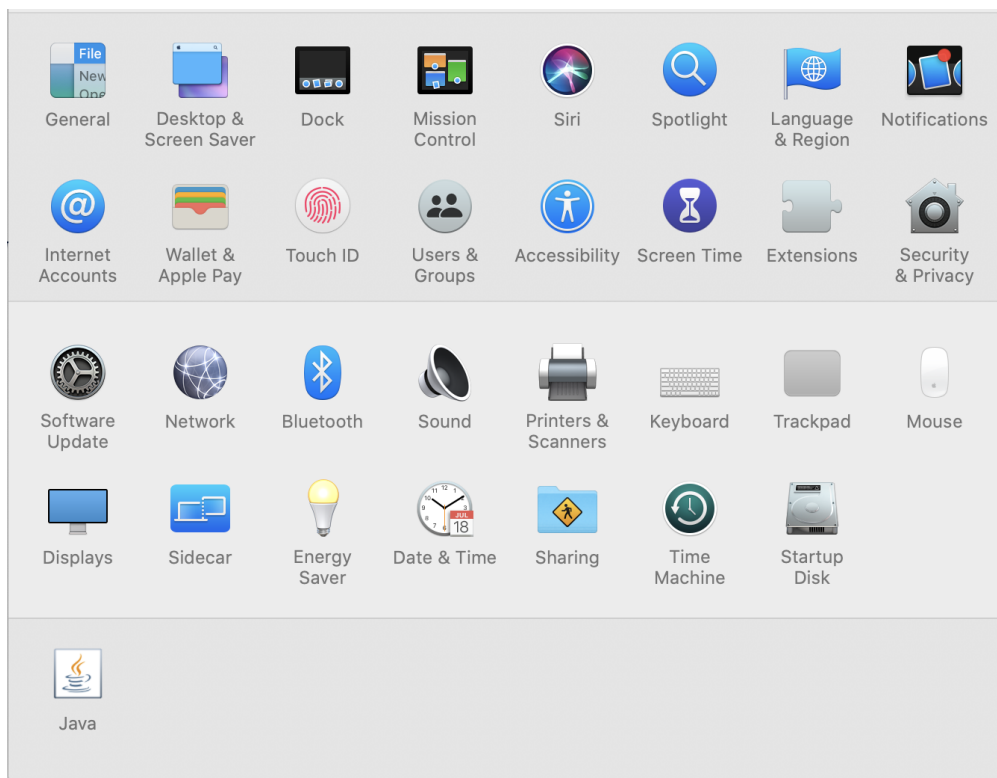 File
New
Ope
General
Desktop &
Screen Saver
Dock
Mission
Control
Siri
Spotlight
Language
& Region
Notifications
@
Internet
Accounts
Wallet &
Apple Pay
Touch ID
Users &
Groups
Accessibility
Screen Time
Extensions
Security
& Privacy
Software
Update
Network
Bluetooth
Sound
Printers &
Scanners
Keyboard
Trackpad
Mouse
Displays
Sidecar
Energy
Saver
JUL
18
Date & Time
Sharing
Time
Machine
Startup
Disk
Java